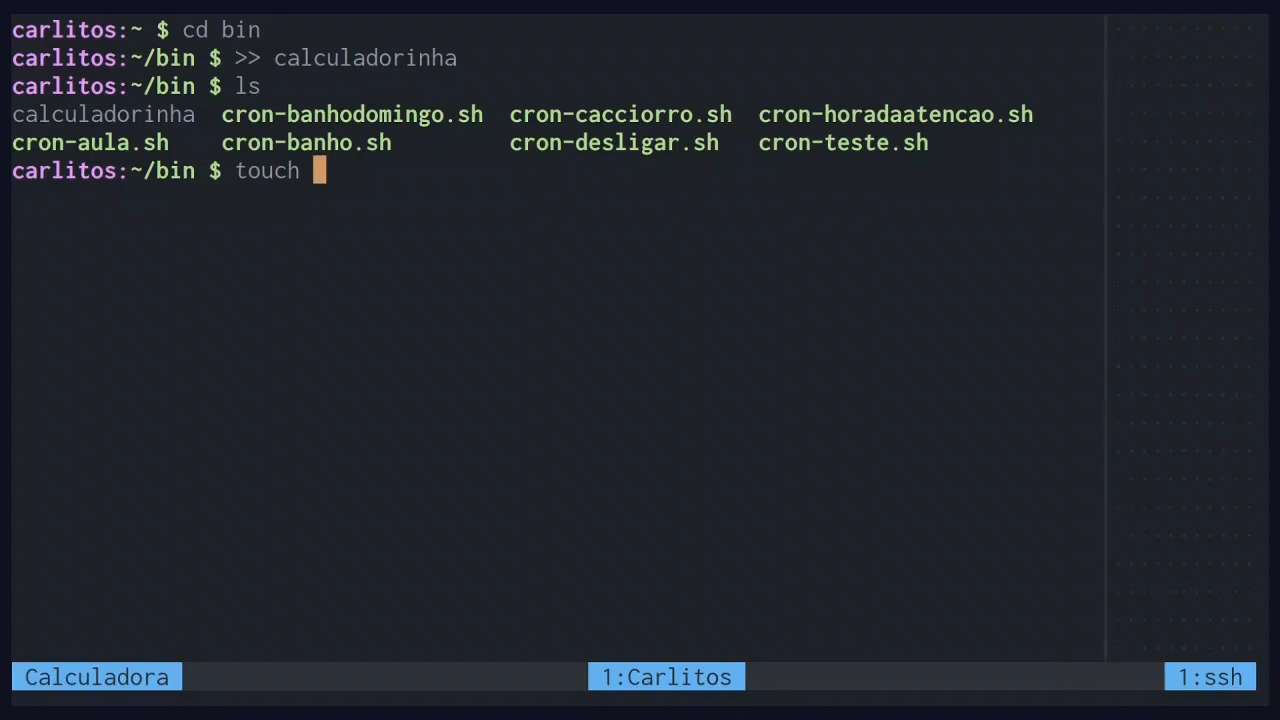 carlitos:~ $ cd bin
carlitos:~/bin $ >> calculadorinha
carlitos:~/bin $ ls
calculadorinha  cron-banhodomingo.sh  cron-cacciorro.sh  cron-horadaatencao.sh
cron-aula.sh    cron-banho.sh         cron-desligar.sh   cron-teste.sh
carlitos:~/bin $ touch
Calculadora 1:Carlitos 1:ssh